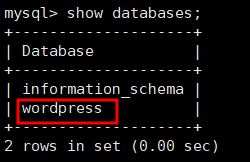 mysql> show databases;
+--------------------+
| Database           |
+--------------------+
| information_schema |
| wordpress          |
+--------------------+
2 rows in set (0.00 sec)